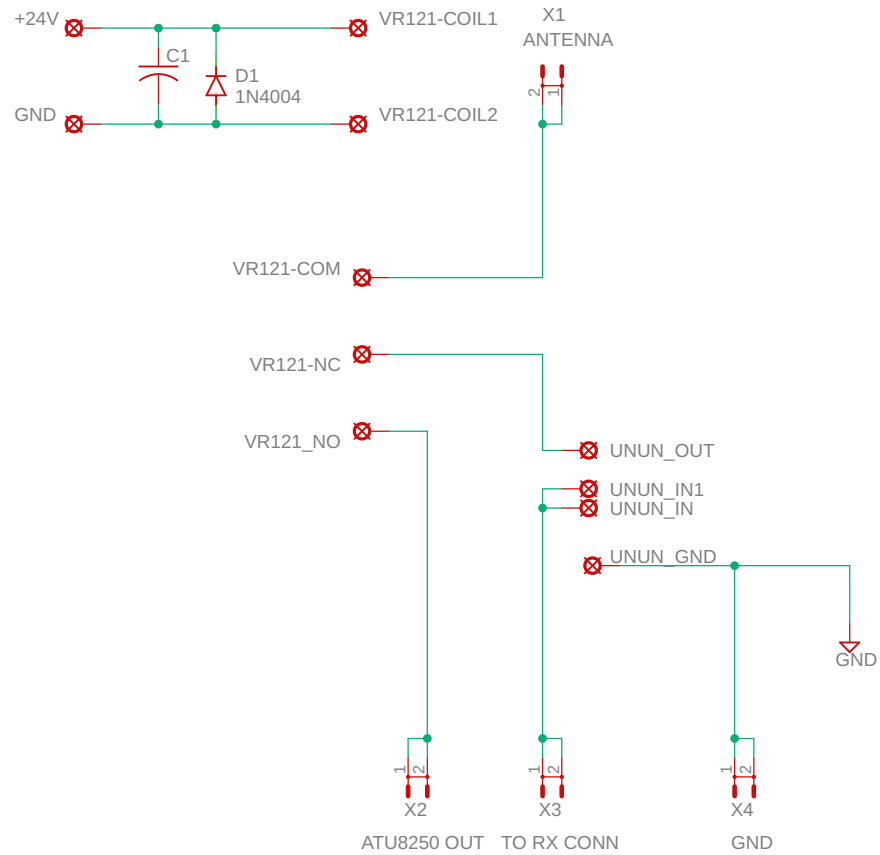 +24V
VR121-COIL1
X1
ANTENNA
C1
D1
1N4004
2
1
GND
VR121-COIL2
VR121-COM
VR121-NC
VR121_NO
UNUN_OUT
UNUN_IN1
UNUN_IN
UNUN_GND
GND
1
2
1
2
1
2
X2
X3
X4
ATU8250 OUT
TO RX CONN
GND